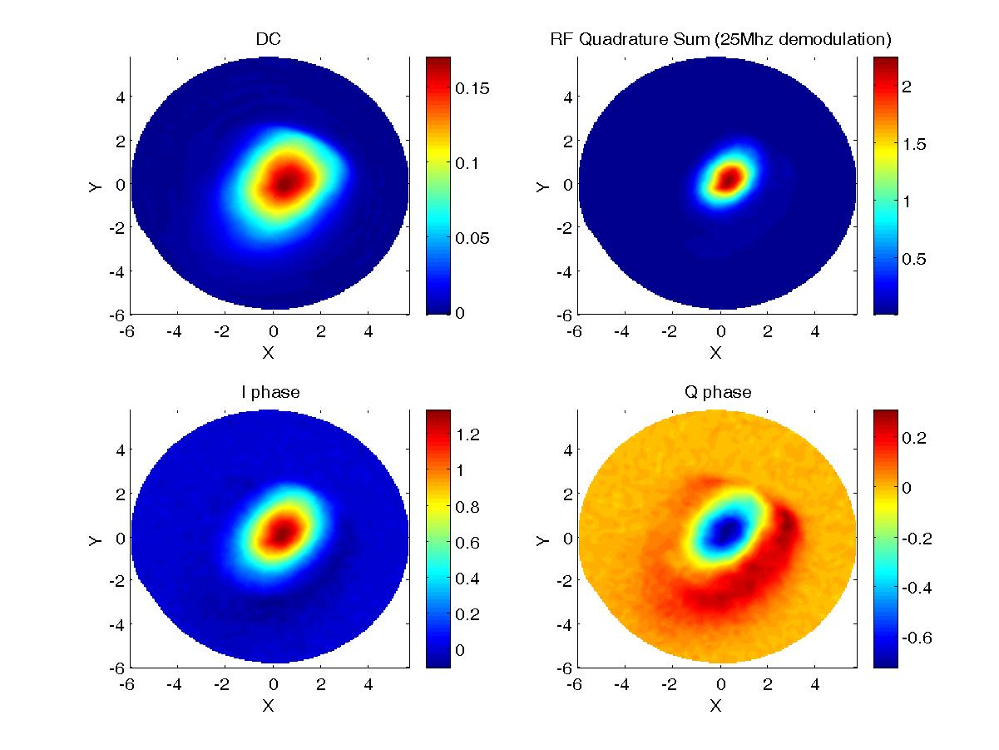 DC
RF Quadrature Sum (25Mhz demodulation)
4
2
0
-2
-4
-6
Y
-6 -4 -2 0 2 4
X
0.15
0.1
0.05
0
4
2
0
-2
-4
-6
Y
-6 -4 -2 0 2 4
X
2
1.5
1
0.5
I phase
Q phase
4
2
0
-2
-4
-6
Y
-6 -4 -2 0 2 4
X
1.2
1
0.8
0.6
0.4
0.2
0
4
2
0
-2
-4
-6
Y
-6 -4 -2 0 2 4
X
0.2
0
-0.2
-0.4
-0.6